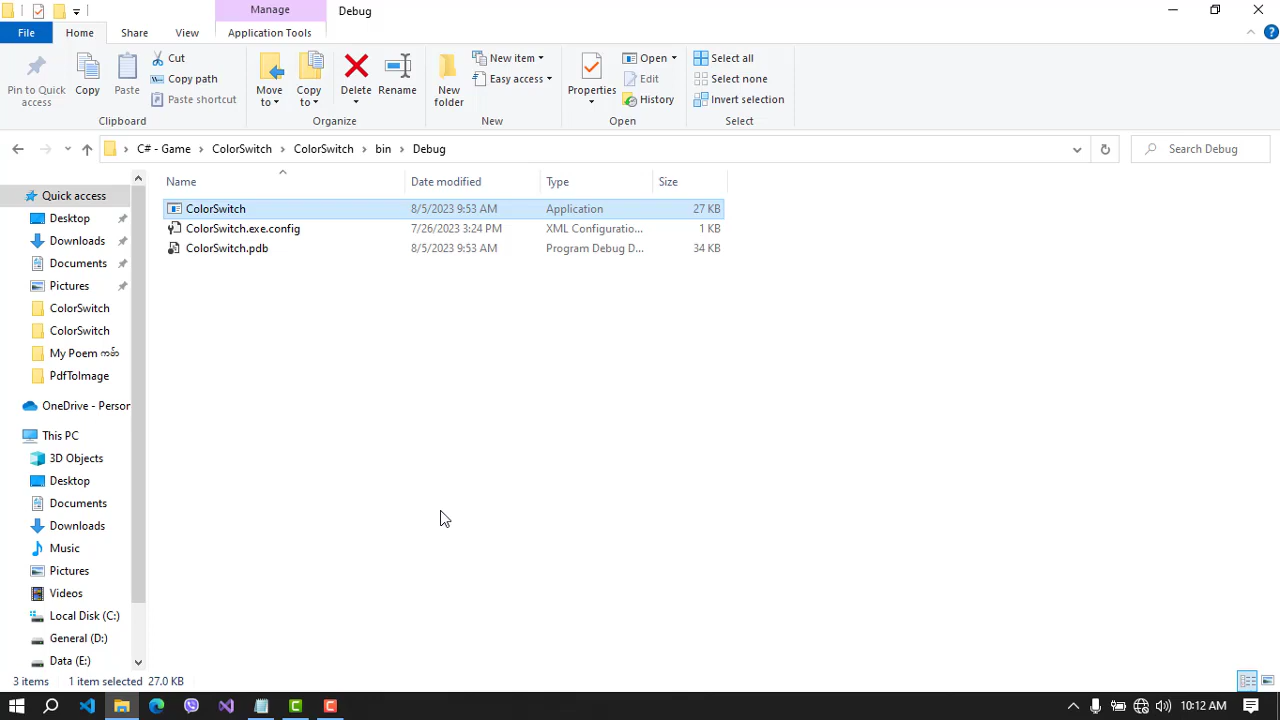 Manage
Debug
File
Home
Share
View
Application Tools
Pin to Quick access
Copy
Paste
Cut
Copy path
Paste shortcut
Clipboard
Move to
Copy to
Delete
Rename
Organize
New folder
New item
Easy access
New
Properties
Open
Edit
History
Open
Select all
Select none
Invert selection
Select
C# - Game
ColorSwitch
ColorSwitch
bin
Debug
Search Debug
Name
Date modified
Type
Size
ColorSwitch 8/5/2023 9:53 AM Application 27 KB
ColorSwitch.exe.config 7/26/2023 3:24 PM XML Configuratio... 1 KB
ColorSwitch.pdb 8/5/2023 9:53 AM Program Debug D... 34 KB
Quick access
Desktop
Downloads
Documents
Pictures
ColorSwitch
ColorSwitch
My Poem
PdfToImage
OneDrive - Person
This PC
3D Objects
Desktop
Documents
Downloads
Music
Pictures
Videos
Local Disk (C:)
General (D:)
Data (E:)
3 items
1 item selected 27.0 KB
10:12 AM